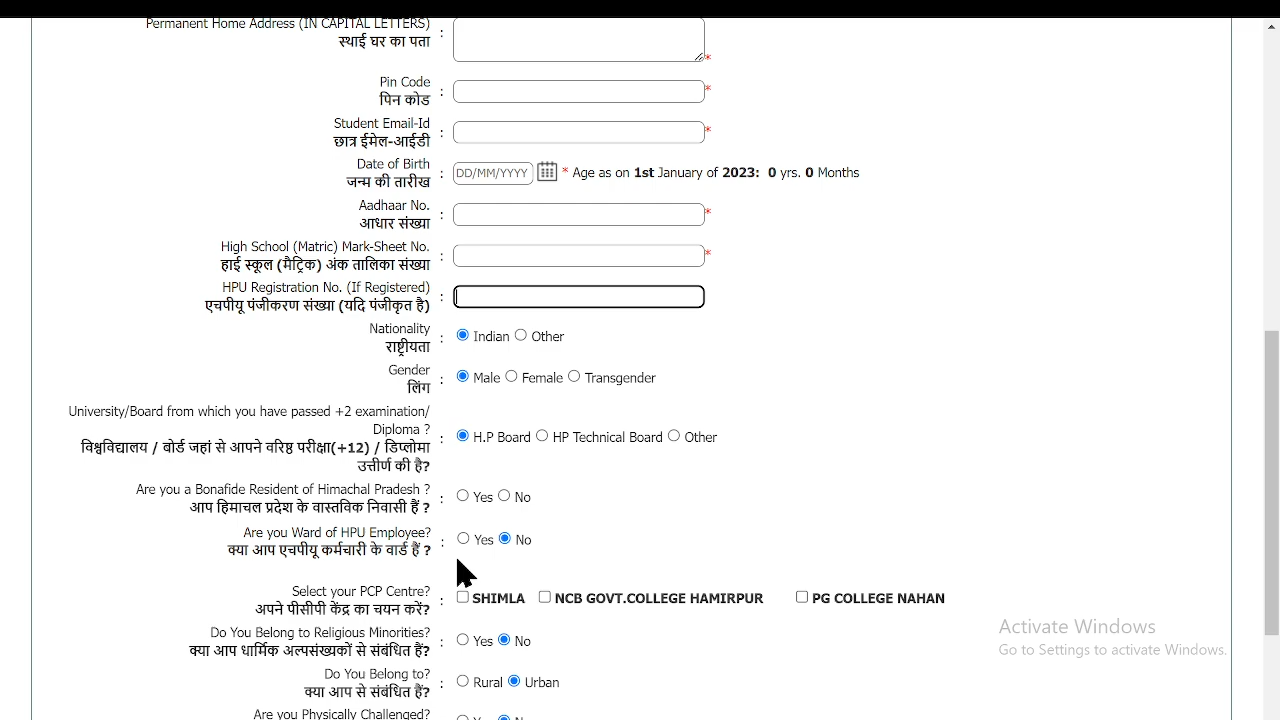 Permanent Home Address (IN CAPITAL LETTERS)
स्थाई घर का पता
:
*
Pin Code
पिन कोड
:
*
Student Email-Id
छात्र ईमेल-आईडी
:
*
Date of Birth
जन्म की तारीख
: DD/MM/YYYY * Age as on 1st January of 2023: 0 yrs. 0 Months
Aadhaar No.
आधार संख्या
:
*
High School (Matric) Mark-Sheet No.
हाई स्कूल (मैट्रिक) अंक तालिका संख्या
:
*
HPU Registration No. (If Registered)
एचपीयू पंजीकरण संख्या (यदि पंजीकृत है)
:
Nationality
राष्ट्रीयता
: Indian Other
Gender
लिंग
: Male Female Transgender
University/Board from which you have passed +2 examination/
Diploma ?
विश्वविद्यालय / बोर्ड जहां से आपने वरिष्ठ परीक्षा(+12) / डिप्लोमा
उत्तीर्ण की है?
: H.P Board HP Technical Board Other
Are you a Bonafide Resident of Himachal Pradesh ?
आप हिमाचल प्रदेश के वास्तविक निवासी हैं ?
: Yes No
Are you Ward of HPU Employee?
क्या आप एचपीयू कर्मचारी के वार्ड हैं ?
: Yes No
Select your PCP Centre?
अपने पीसीपी केंद्र का चयन करें?
: SHIMLA NCB GOVT.COLLEGE HAMIRPUR PG COLLEGE NAHAN
Do You Belong to Religious Minorities?
क्या आप धार्मिक अल्पसंख्यकों से संबंधित हैं?
: Yes No
Do You Belong to?
क्या आप से संबंधित हैं?
: Rural Urban
Are you Physically Challenged?
Activate Windows
Go to Settings to activate Windows.